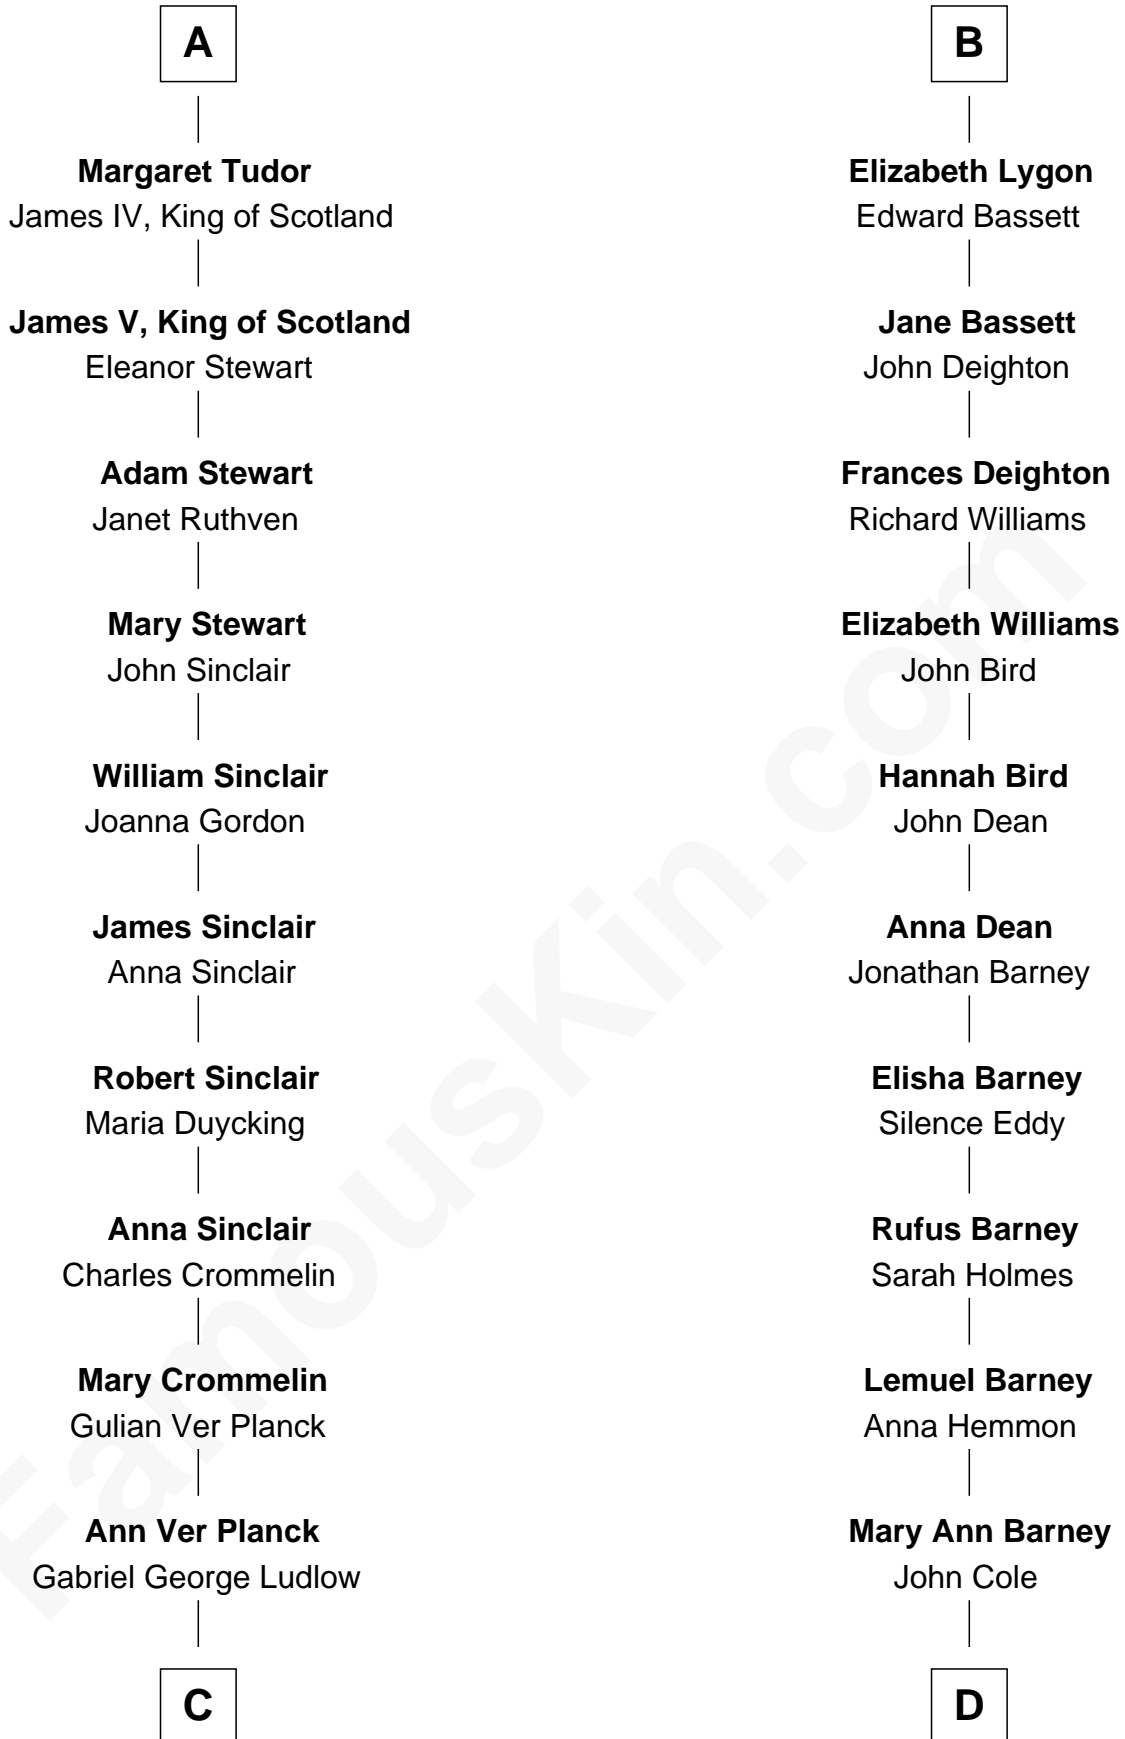 A
Margaret Tudor
James IV, King of Scotland
James V, King of Scotland
Eleanor Stewart
Adam Stewart
Janet Ruthven
Mary Stewart
John Sinclair
William Sinclair
Joanna Gordon
James Sinclair
Anna Sinclair
Robert Sinclair
Maria Duycking
Anna Sinclair
Charles Crommelin
Mary Crommelin
Gulian Ver Planck
Ann Ver Planck
Gabriel George Ludlow
C
B
Elizabeth Lygon
Edward Bassett
Jane Bassett
John Deighton
Frances Deighton
Richard Williams
Elizabeth Williams
John Bird
Hannah Bird
John Dean
Anna Dean
Jonathan Barney
Elisha Barney
Silence Eddy
Rufus Barney
Sarah Holmes
Lemuel Barney
Anna Hemmon
Mary Ann Barney
John Cole
D
FamousKin.com